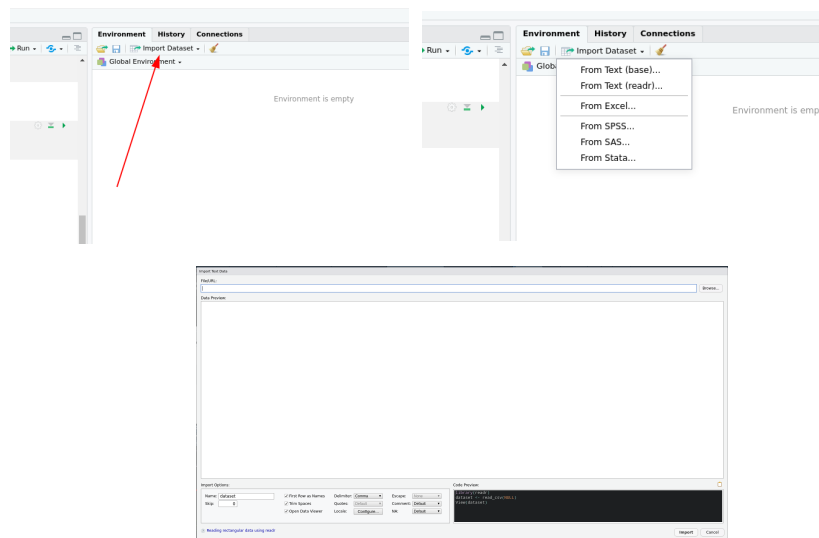 Environment History Connections
Run
Import Dataset
Global Environment
Environment is empty
Environment History Connections
Run
Import Dataset
Globa
From Text (base)...
From Text (readr)...
From Excel...
From SPSS...
From SAS...
From Stata...
Environment is emp
Import Text Data
File/URL:
Browse...
Data Preview:
Import Options:
Code Preview:
Name: dataset
First Row as Names
Delimiter: Comma
Escape: None
Skip: 0
Trim Spaces
Quotes: Default
Comment: Default
Open Data Viewer
Locale: Configure...
NA: Default
library(readr)
dataset <- read_csv(NULL)
View(dataset)
Reading rectangular data using readr
Import Cancel